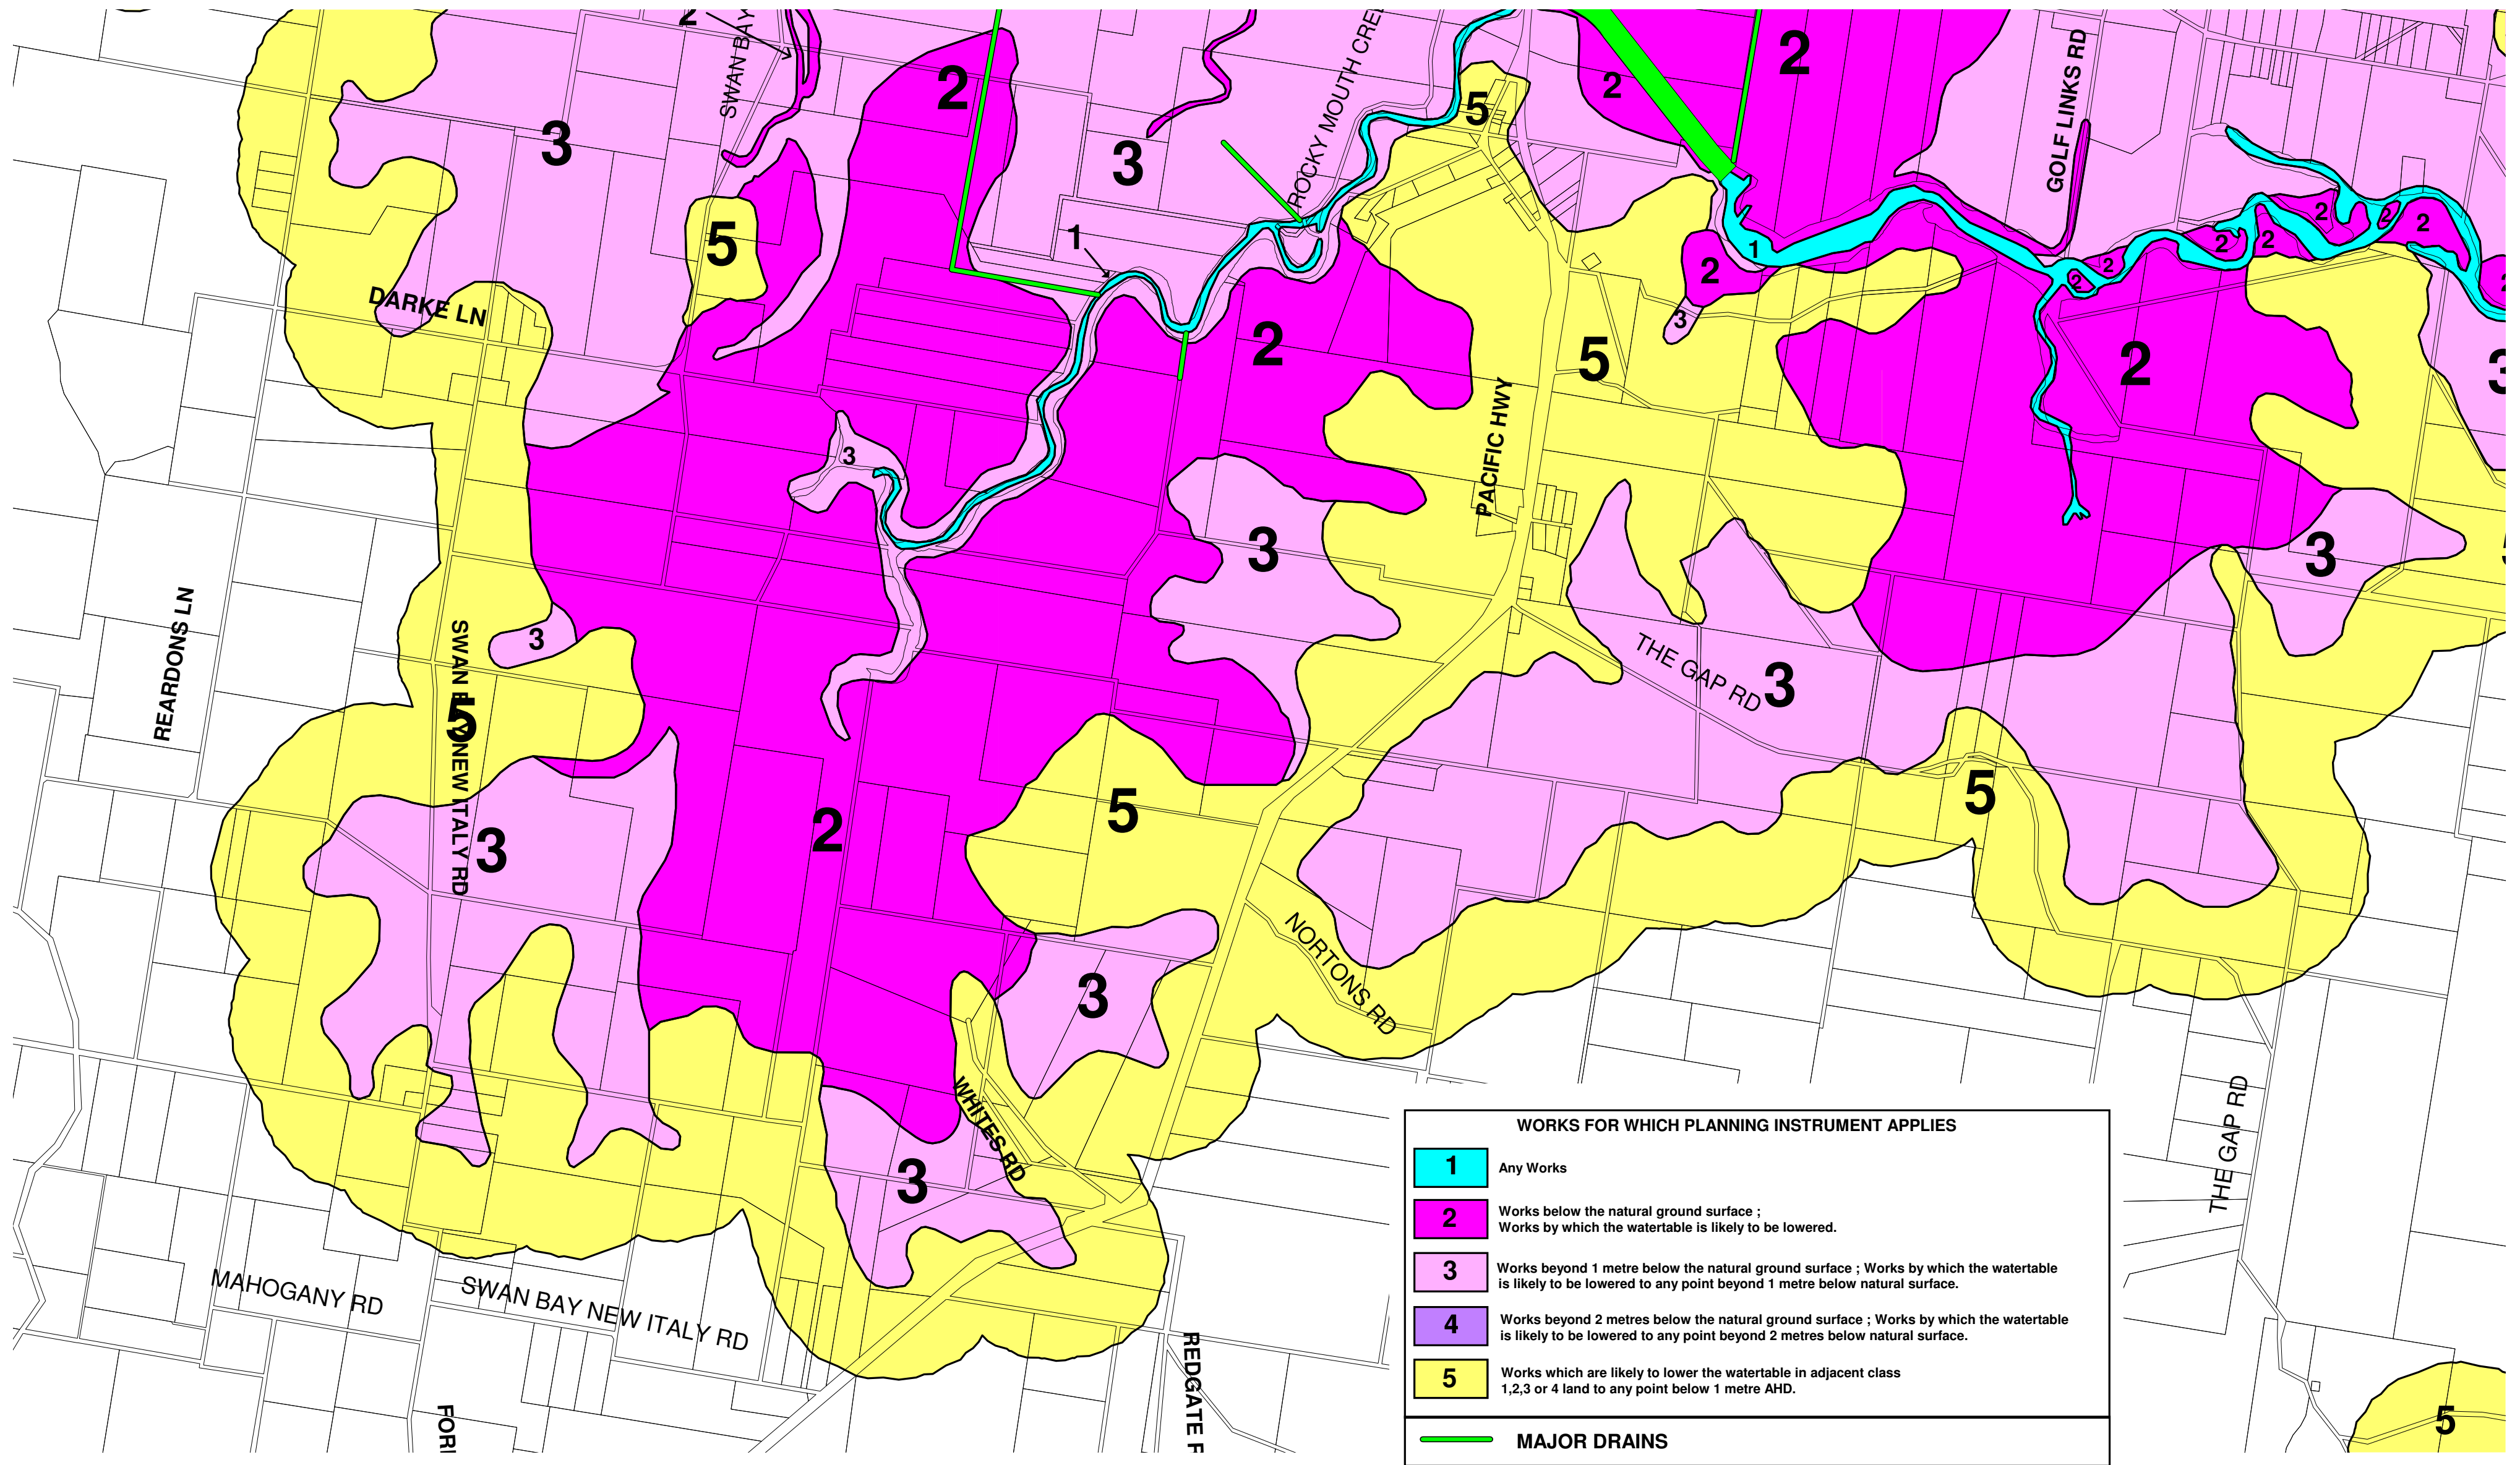 2
SWAN BAY
2
3
3
ROCKY MOUTH CREE
5
2
2
GOLF LINKS RD
5
1
1
2
2
2
2
2
2
2
2
3
5
2
2
3
DARKE LN
PACIFIC HWY
3
3
3
REARDONS LN
3
SWAN BAY NEW ITALY RD
5
THE GAP RD
3
3
2
5
5
NORTONS RD
3
WHITES RD
3
THE GAP RD
MAHOGANY RD
SWAN BAY NEW ITALY RD
REDGATE
5
WORKS FOR WHICH PLANNING INSTRUMENT APPLIES
1 Any Works
2 Works below the natural ground surface ;
Works by which the watertable is likely to be lowered.
3 Works beyond 1 metre below the natural ground surface ; Works by which the watertable
is likely to be lowered to any point beyond 1 metre below natural surface.
4 Works beyond 2 metres below the natural ground surface ; Works by which the watertable
is likely to be lowered to any point beyond 2 metres below natural surface.
5 Works which are likely to lower the watertable in adjacent class
1,2,3 or 4 land to any point below 1 metre AHD.
MAJOR DRAINS